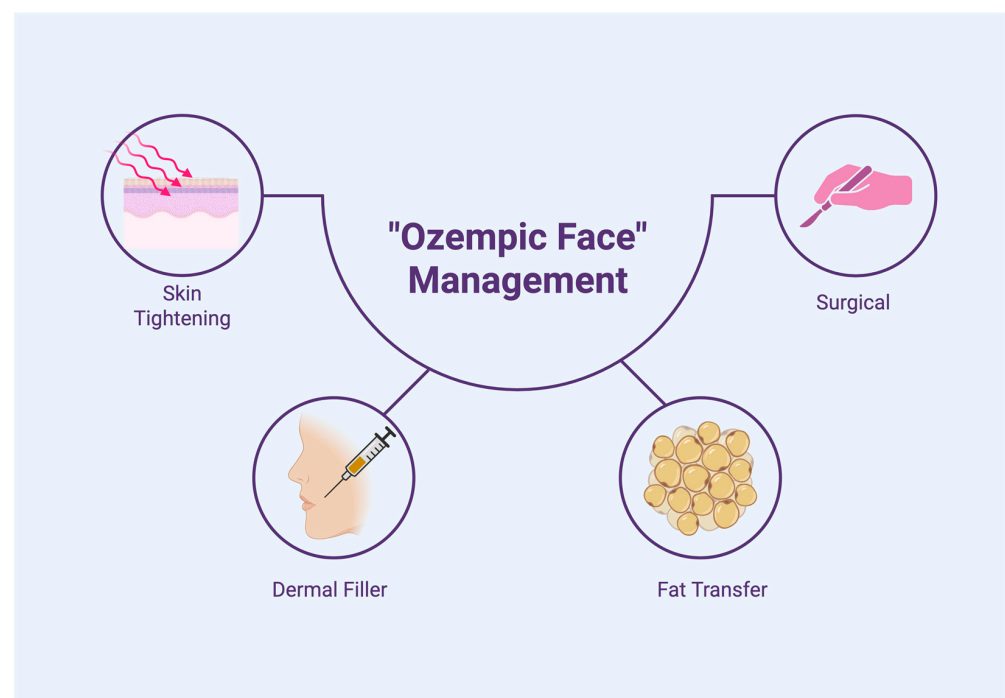 "Ozempic Face"
Management
Skin
Tightening
Surgical
Dermal Filler
Fat Transfer